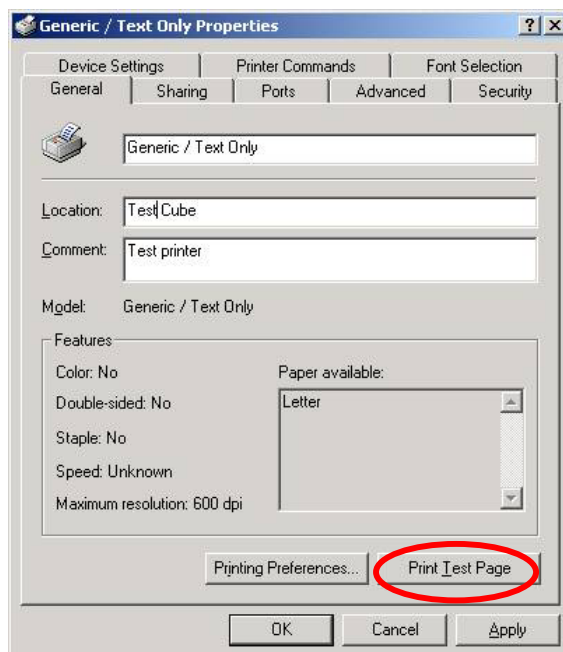 Generic / Text Only Properties
Device Settings Printer Commands Font Selection
General Sharing Ports Advanced Security
Generic / Text Only
Location: Test Cube
Comment: Test printer
Model: Generic / Text Only
Features
Color: No Paper available:
Double-sided: No Letter
Staple: No
Speed: Unknown
Maximum resolution: 600 dpi
Printing Preferences... Print Test Page
OK Cancel Apply